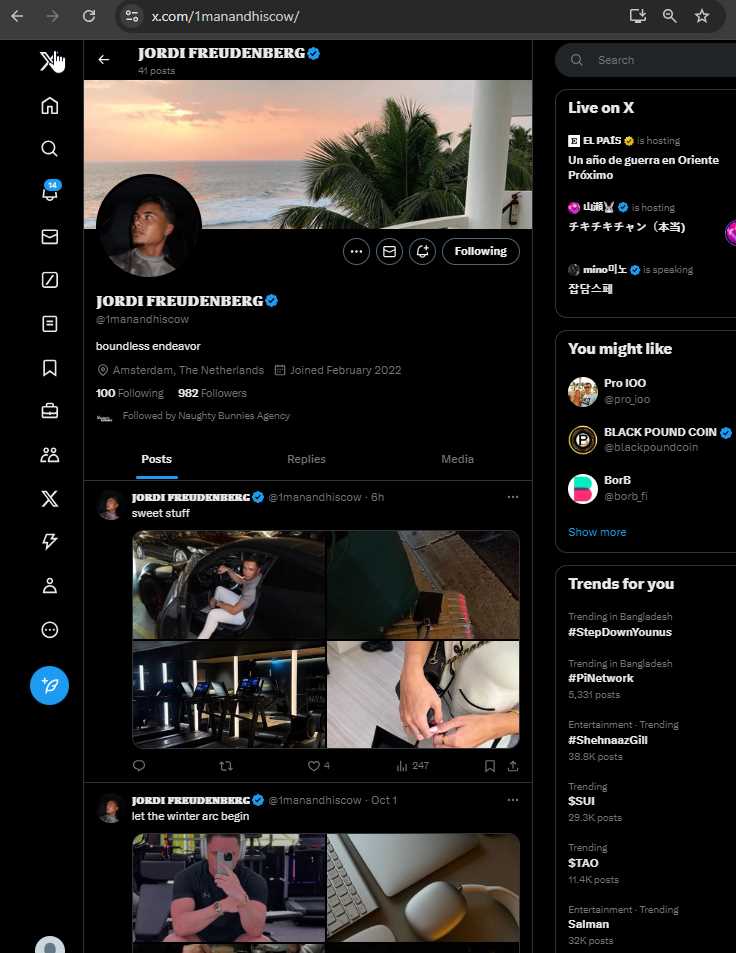 x.com/1manandhiscow/
JORDI FREUDENBERG
41 posts
Following
JORDI FREUDENBERG
@1manandhiscow
boundless endeavor
Amsterdam, The Netherlands Joined February 2022
100 Following 982 Followers
Followed by Naughty Bunnies Agency
Posts Replies Media
JORDI FREUDENBERG @1manandhiscow · 6h
sweet stuff
4 247
JORDI FREUDENBERG @1manandhiscow · Oct 1
let the winter arc begin
14
Search
Live on X
E EL PAÍS is hosting
Un año de guerra en Oriente
Próximo
山瀬 is hosting
チキチキチャン（本当)
mino미노 is speaking
잡담스페
You might like
Pro IOO
@pro_ioo
BLACK POUND COIN
@blackpoundcoin
BorB
@borb_fi
Show more
Trends for you
Trending in Bangladesh
#StepDownYounus
Trending in Bangladesh
#PiNetwork
5,331 posts
Entertainment · Trending
#ShehnaazGill
38.8K posts
Trending
$SUI
29.3K posts
Trending
$TAO
11.4K posts
Entertainment · Trending
Salman
32K posts